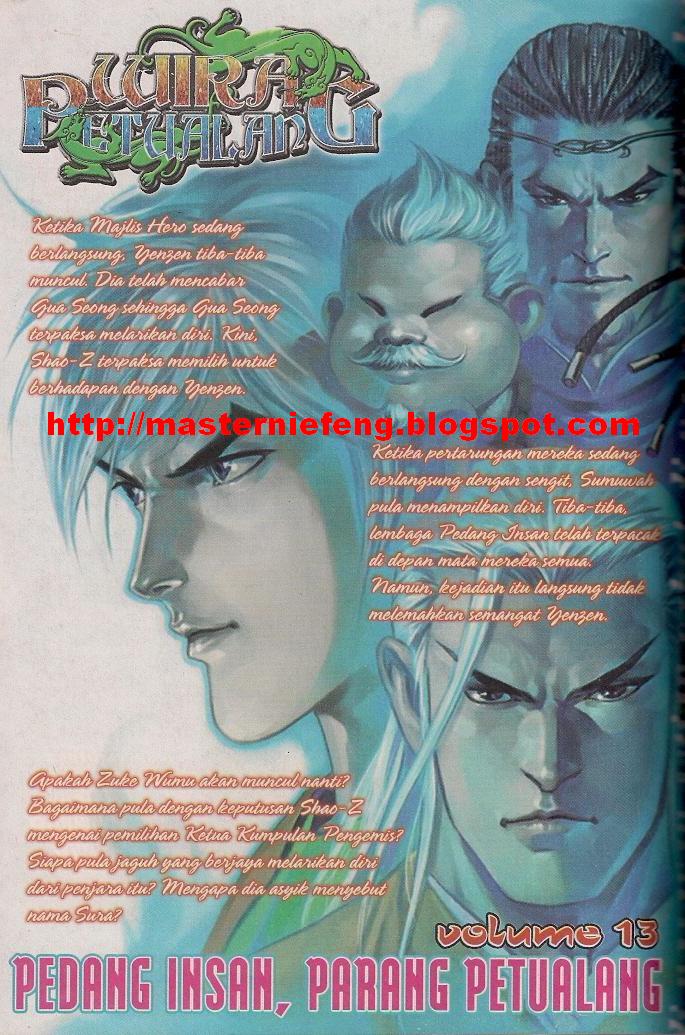 WIRA
PETUALANG
Ketika Majlis Hero sedang
berlangsung, Yenzen tiba-tiba
muncul. Dia telah mencabar
Gua Seong sehingga Gua Seong
terpaksa melarikan diri. Kini,
Shao-Z terpaksa memilih untuk
berhadapan dengan Yenzen.
http://masterniefeng.blogspot.com
Ketika pertarungan mereka sedang
berlangsung dengan sengit, Sumuwah
pula menampilkan diri. Tiba-tiba,
lembaga Pedang Insan telah terpacak
di depan mata mereka semua.
Namun, kejadian itu langsung tidak
melemahkan semangat Yenzen.
Apakah Zuke Wumu akan muncul nanti?
Bagaimana pula dengan keputusan Shao-Z
mengenai pemilihan Ketua Kumpulan Pengemis?
Siapa pula jaguh yang berjaya melarikan diri
dari penjara itu? Mengapa dia asyik menyebut
nama Sura?
volume 13
PEDANG INSAN, PARANG PETUALANG